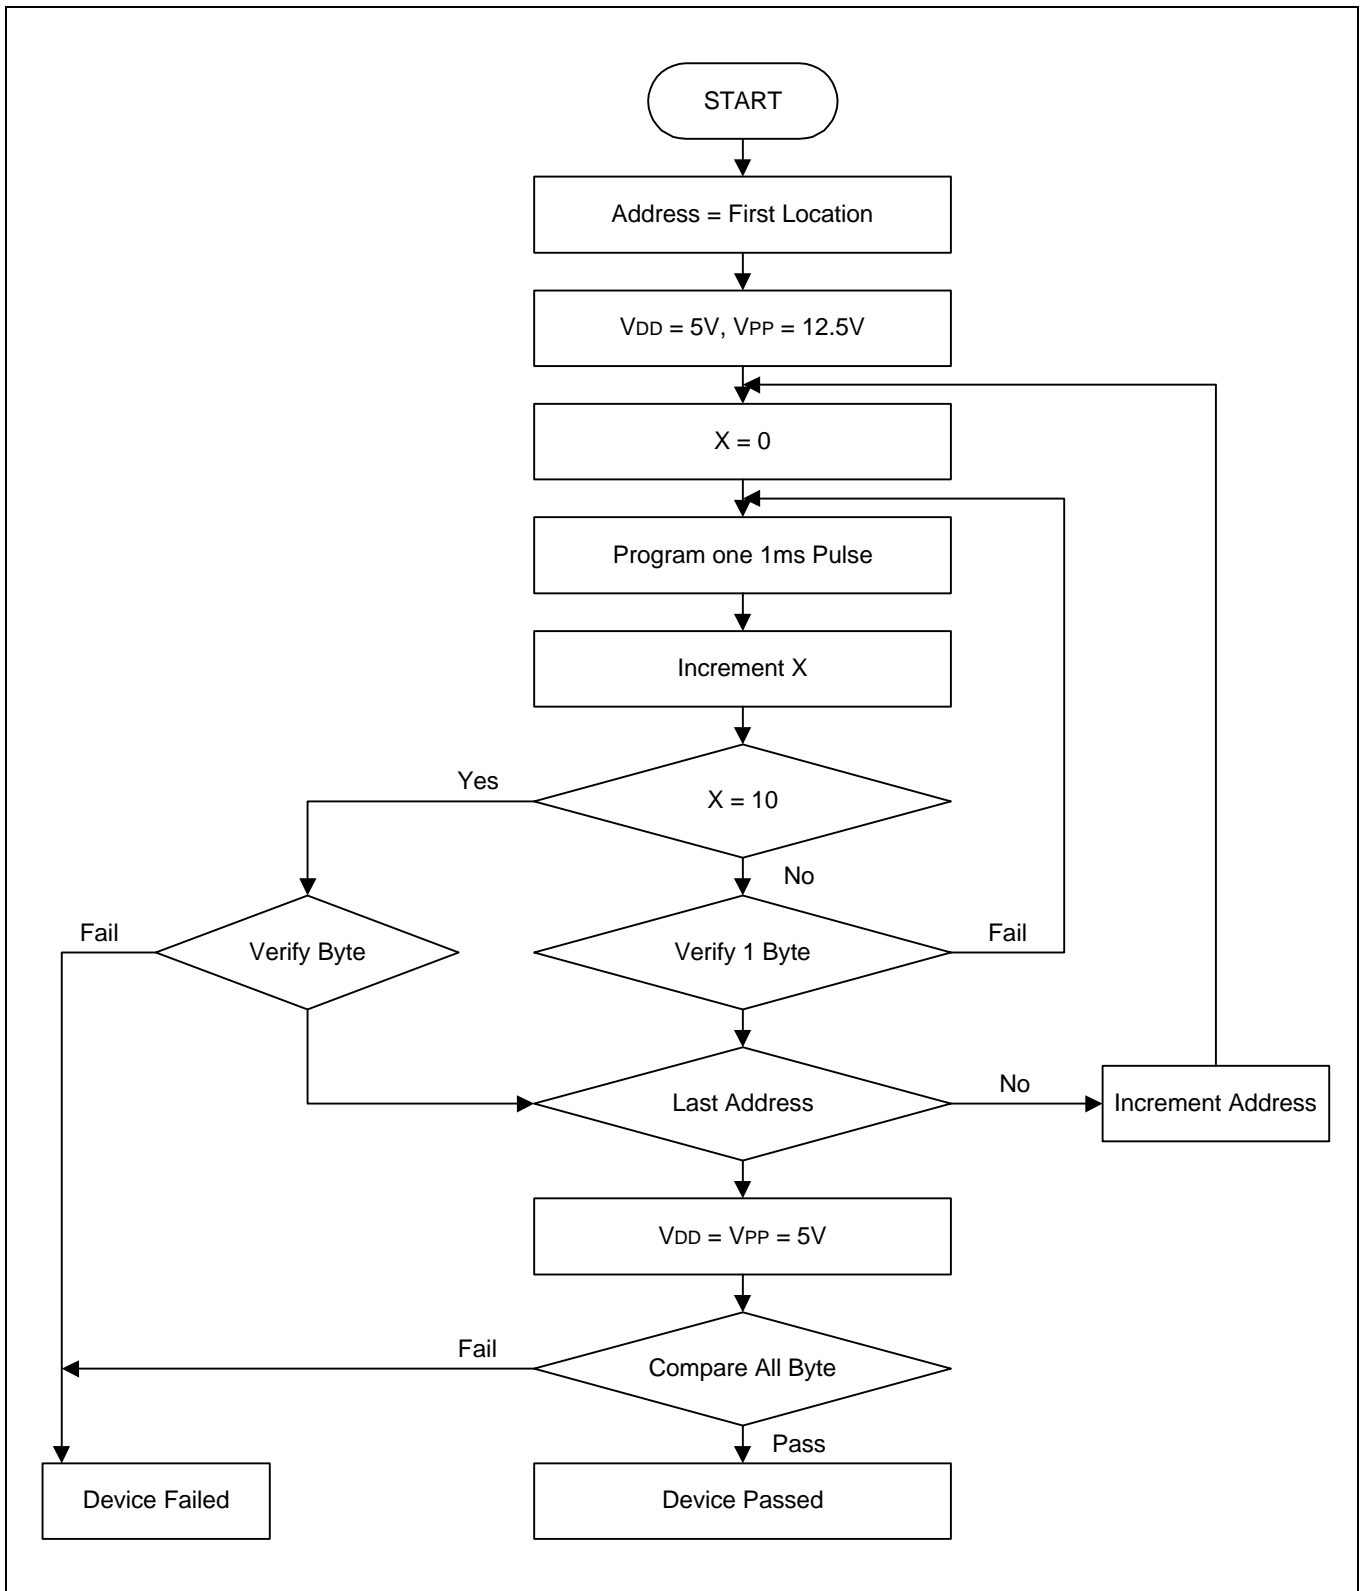 START
Address = First Location
VDD = 5V, VPP = 12.5V
X = 0
Program one 1ms Pulse
Increment X
X = 10
Yes
No
Fail
Verify Byte
Verify 1 Byte
Fail
Last Address
No
Increment Address
VDD = VPP = 5V
Fail
Compare All Byte
Pass
Device Failed
Device Passed